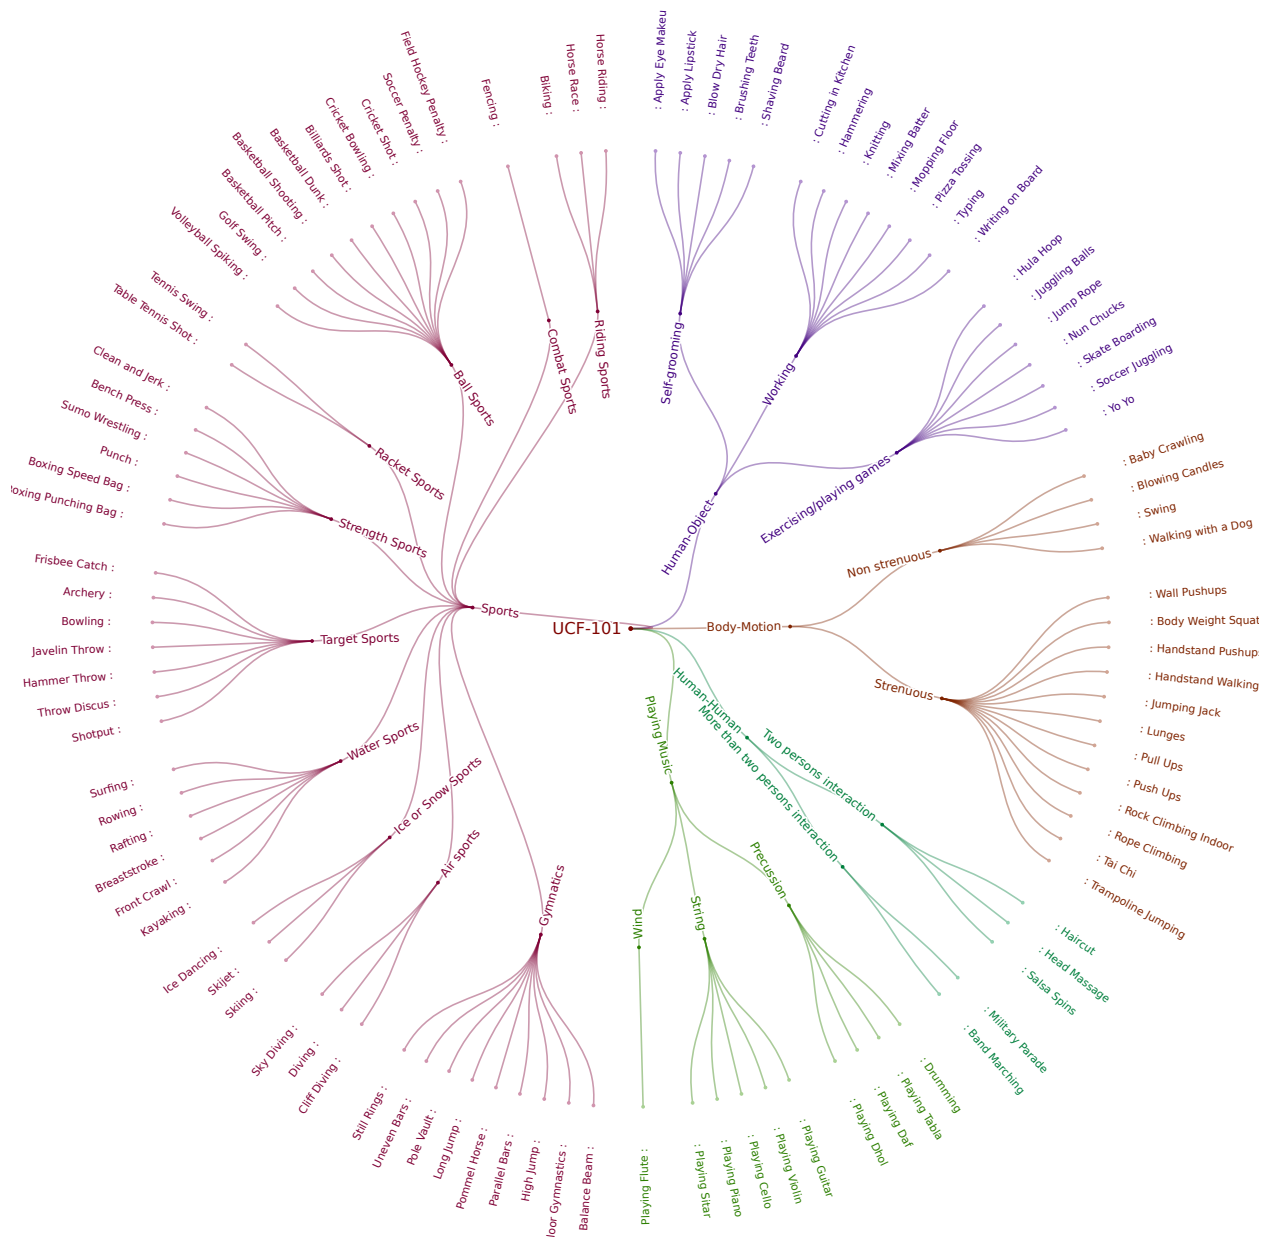 UCF-101
Sports
Riding Sports
Horse Riding :
Horse Race :
Biking :
Combat Sports
Fencing :
Ball Sports
Field Hockey Penalty :
Soccer Penalty :
Cricket Shot :
Cricket Bowling :
Billiards Shot :
Basketball Dunk :
Basketball Shooting :
Basketball Pitch :
Golf Swing :
Volleyball Spiking :
Racket Sports
Tennis Swing :
Table Tennis Shot :
Strength Sports
Clean and Jerk :
Bench Press :
Sumo Wrestling :
Punch :
Boxing Speed Bag :
oxing Punching Bag :
Target Sports
Frisbee Catch :
Archery :
Bowling :
Javelin Throw :
Hammer Throw :
Throw Discus :
Shotput :
Water Sports
Surfing :
Rowing :
Rafting :
Breaststroke :
Front Crawl :
Kayaking :
Ice or Snow Sports
Ice Dancing :
Skijet :
Skiing :
Air sports
Sky Diving :
Diving :
Cliff Diving :
Gymnatics
Still Rings :
Uneven Bars :
Pole Vault :
Long Jump :
Pommel Horse :
Parallel Bars :
High Jump :
loor Gymnastics :
Balance Beam :
Human-Object
Self-grooming
: Apply Eye Makeu
: Apply Lipstick
: Blow Dry Hair
: Brushing Teeth
: Shaving Beard
Working
: Cutting in Kitchen
: Hammering
: Knitting
: Mixing Batter
: Mopping Floor
: Pizza Tossing
: Typing
: Writing on Board
Exercising/playing games
: Hula Hoop
: Juggling Balls
: Jump Rope
: Nun Chucks
: Skate Boarding
: Soccer Juggling
: Yo Yo
Body-Motion
Non strenuous
: Baby Crawling
: Blowing Candles
: Swing
: Walking with a Dog
Strenuous
: Wall Pushups
: Body Weight Squat
: Handstand Pushup
: Handstand Walking
: Jumping Jack
: Lunges
: Pull Ups
: Push Ups
: Rock Climbing Indoor
: Rope Climbing
: Tai Chi
: Trampoline Jumping
Human-Human
Two persons interaction
: Haircut
: Head Massage
: Salsa Spins
More than two persons interaction
: Military Parade
: Band Marching
Playing Music
Precussion
: Drumming
: Playing Tabla
: Playing Daf
: Playing Dhol
String
: Playing Guitar
: Playing Violin
: Playing Cello
: Playing Piano
: Playing Sitar
Wind
Playing Flute :